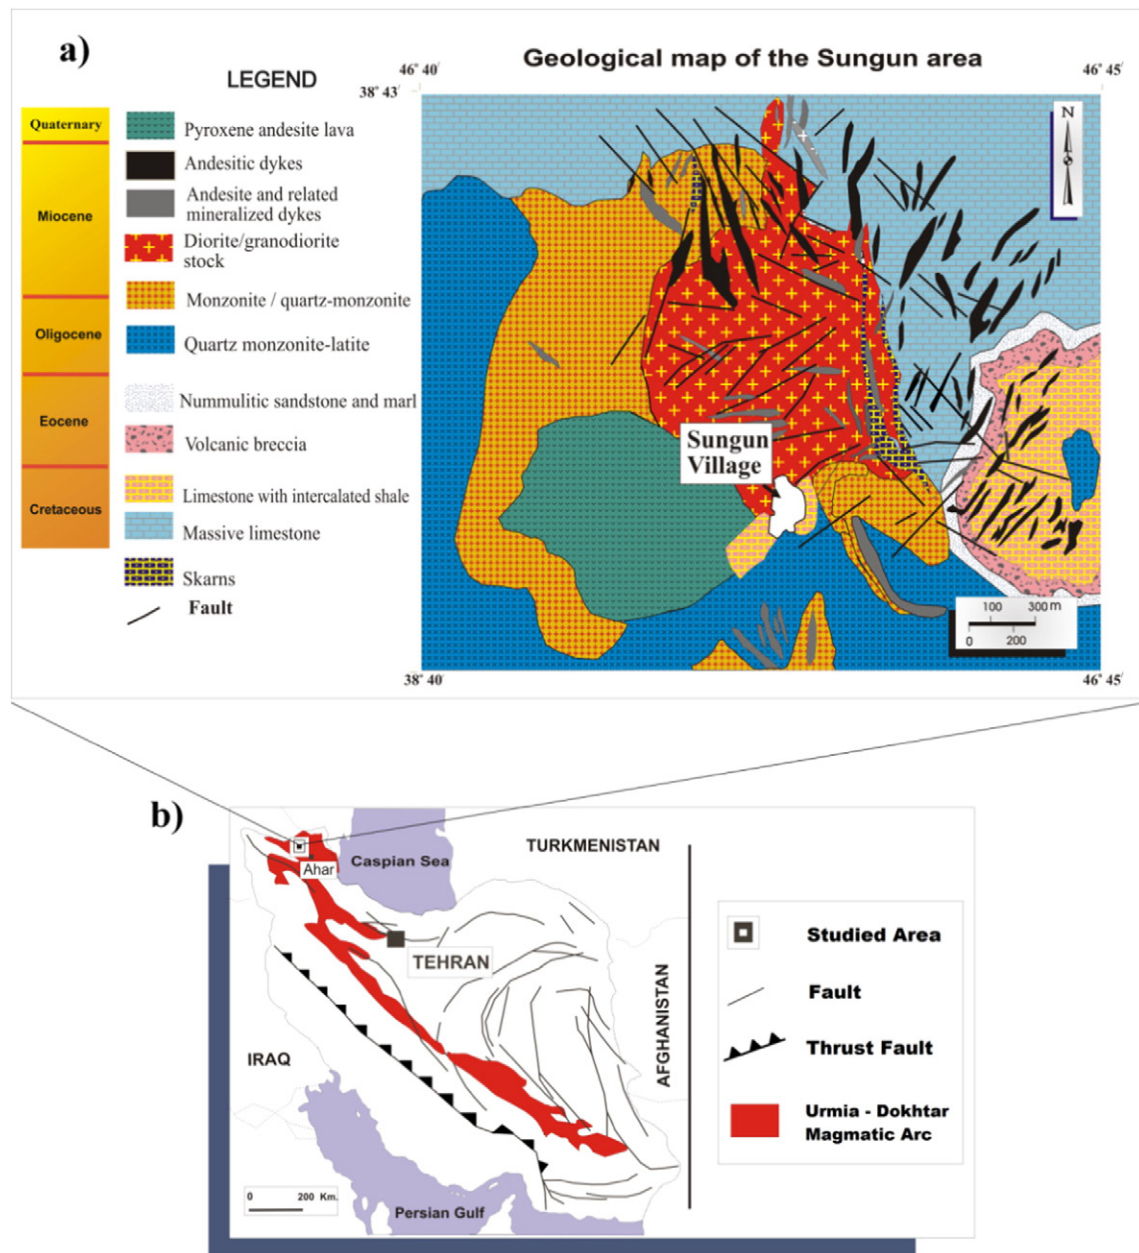 a)
Geological map of the Sungun area
LEGEND
46° 40'
46° 45'
38° 43'
N
Quaternary
Miocene
Oligocene
Eocene
Cretaceous
Pyroxene andesite lava
Andesitic dykes
Andesite and related
mineralized dykes
Diorite/granodiorite
stock
Monzonite / quartz-monzonite
Quartz monzonite-latite
Nummulitic sandstone and marl
Volcanic breccia
Limestone with intercalated shale
Massive limestone
Skarns
Fault
Sungun
Village
100 300 m
0 200
38° 40'
46° 45'
b)
TURKMENISTAN
Caspian Sea
Ahar
TEHRAN
AFGHANISTAN
IRAQ
Persian Gulf
0 200 Km.
Studied Area
Fault
Thrust Fault
Urmia - Dokhtar
Magmatic Arc